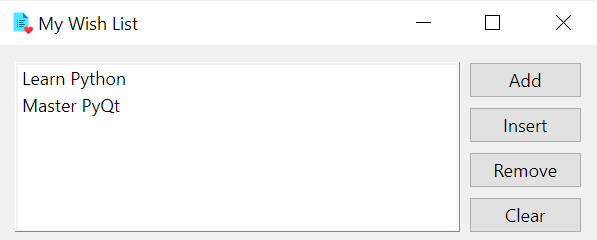 My Wish List
Learn Python
Master PyQt
Add
Insert
Remove
Clear